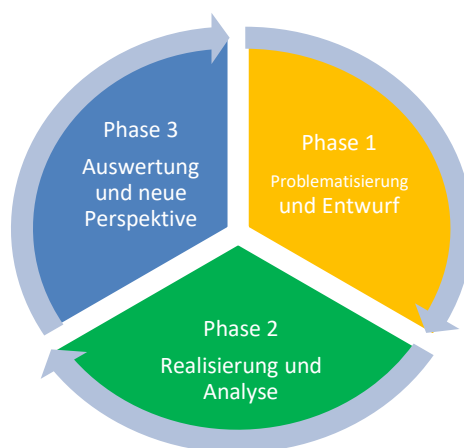 Phase 1
Problematisierung
und Entwurf
Phase 2
Realisierung und
Analyse
Phase 3
Auswertung
und neue
Perspektive